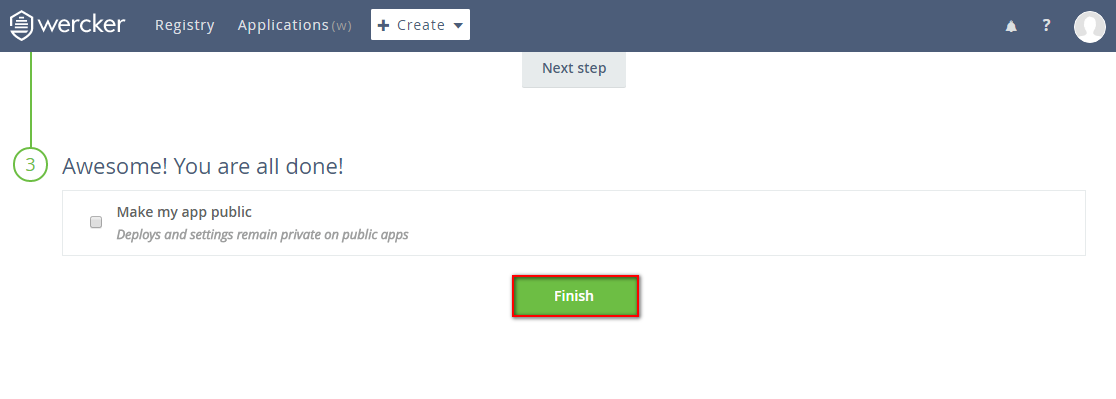 wercker Registry Applications (w) + Create ?
Next step
3 Awesome! You are all done!
Make my app public
Deploys and settings remain private on public apps
Finish